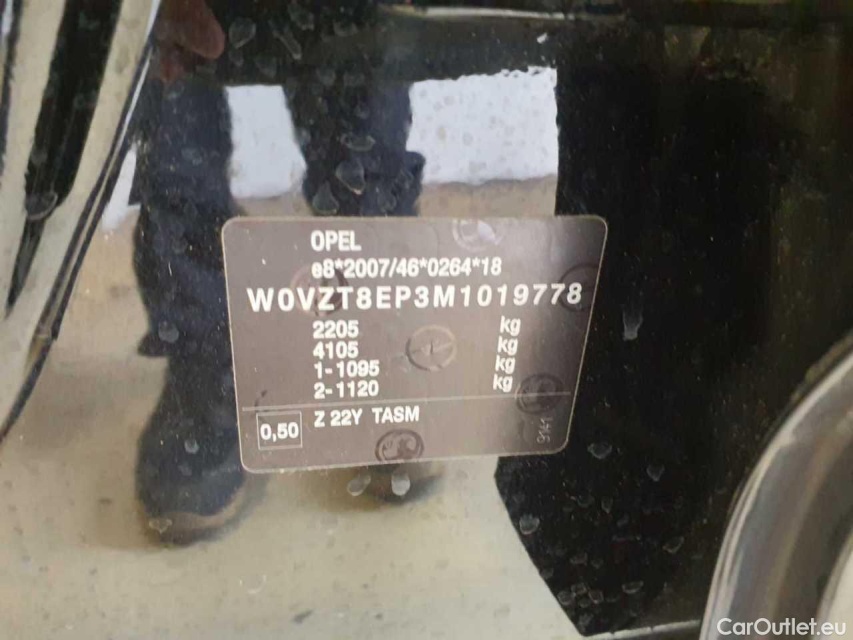 OPEL
e8*2007/46*0264*18
W0VZT8EP3M1019778
2205 kg
4105 kg
1-1095 kg
2-1120 kg
0,50 Z 22Y TASM
9141
CarOutlet.eu